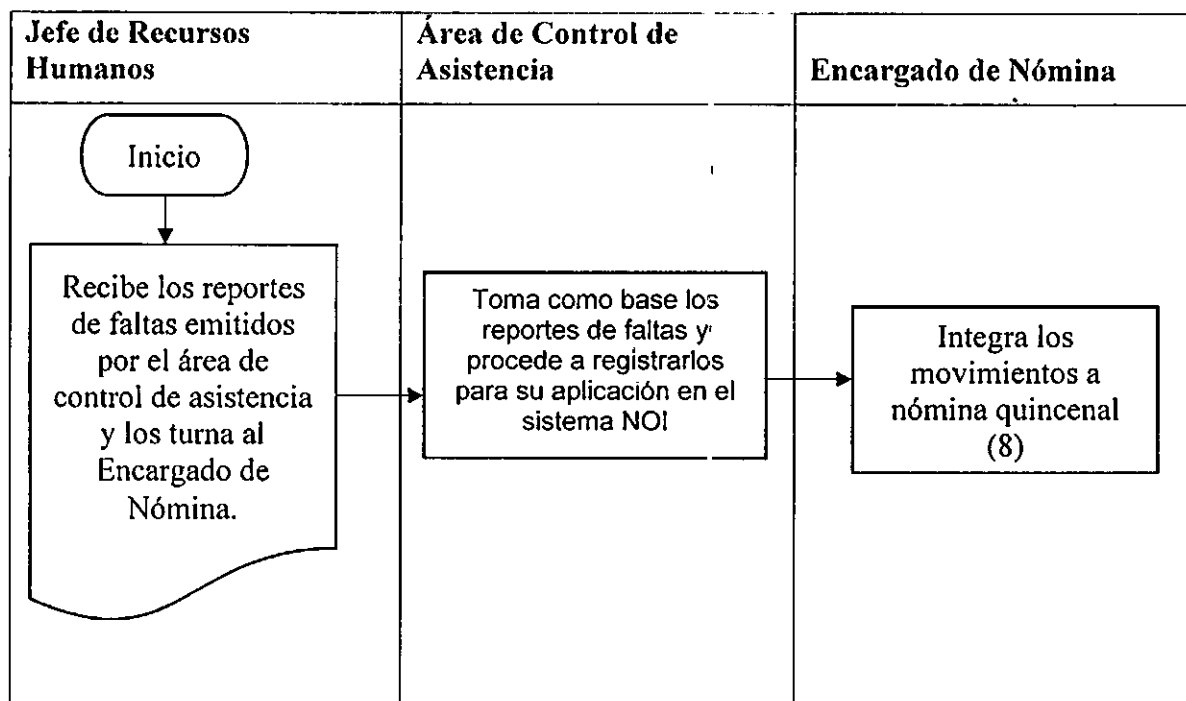 Jefe de Recursos
Humanos
Área de Control de
Asistencia
Encargado de Nómina
Inicio
Recibe los reportes
de faltas emitidos
por el área de
control de asistencia
y los turna al
Encargado de
Nómina.
Toma como base los
reportes de faltas y
procede a registrarlos
para su aplicación en el
sistema NOI
Integra los
movimientos a
nómina quincenal
(8)